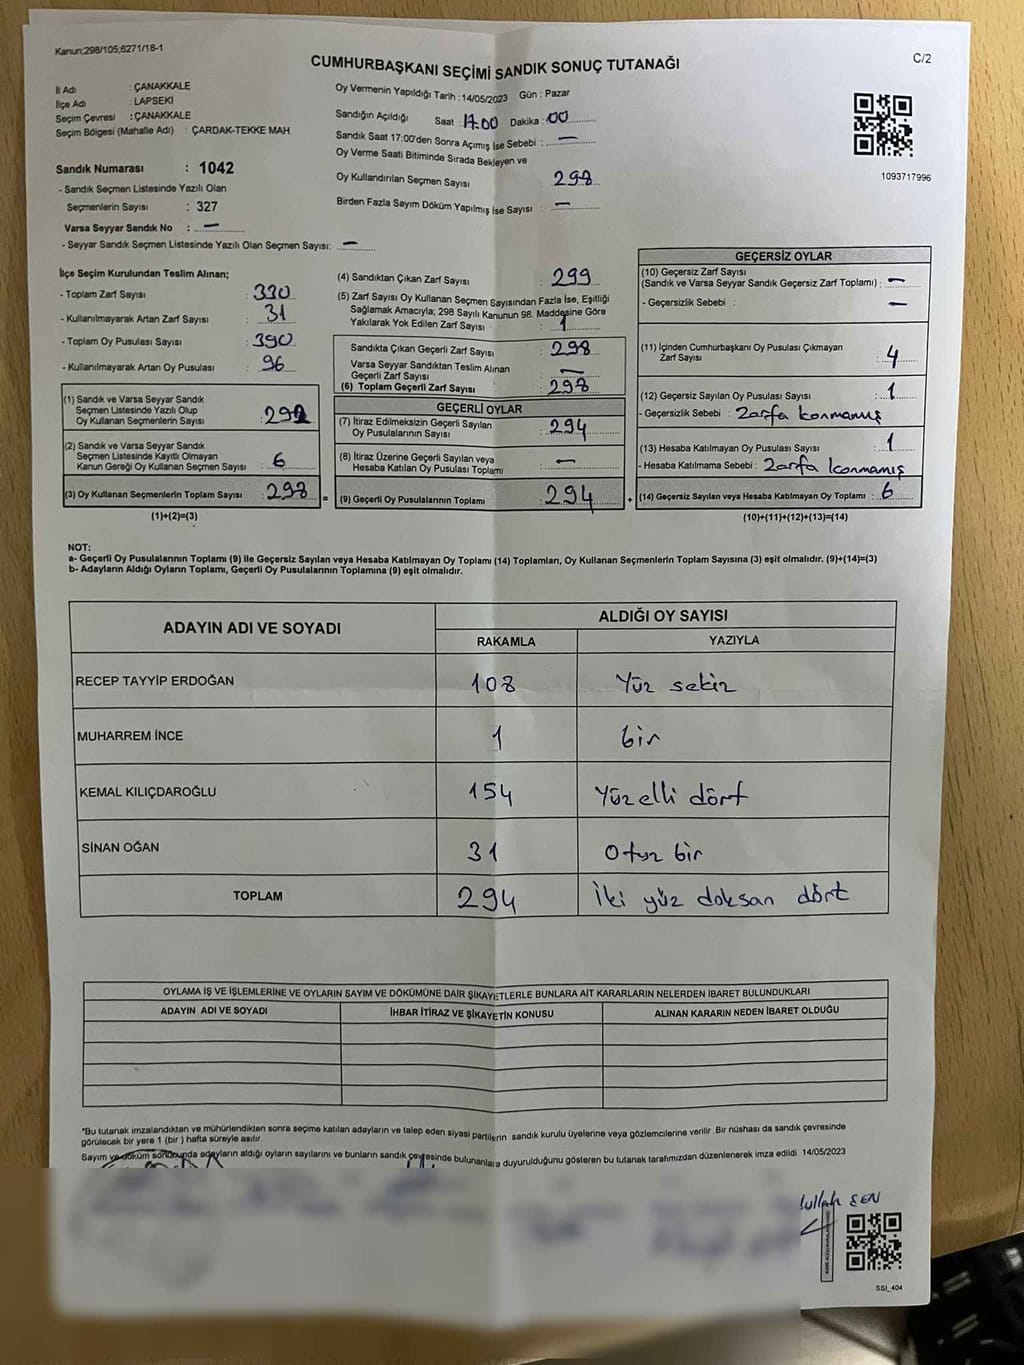 Kanun:298/105,6271/18-1
CUMHURBAŞKANI SEÇİMİ SANDIK SONUÇ TUTANAĞI
C/2
İl Adı : ÇANAKKALE
İlçe Adı : LAPSEKI
Seçim Çevresi : ÇANAKKALE
Seçim Bölgesi (Mahalle Adı) : ÇARDAK-TEKKE MAH.
Sandık Numarası : 1042
- Sandık Seçmen Listesinde Yazılı Olan
Seçmenlerin Sayısı : 327
Varsa Seyyar Sandık No : —
- Seyyar Sandık Seçmen Listesinde Yazılı Olan Seçmen Sayısı: —
Oy Vermenin Yapıldığı Tarih : 14/05/2023 Gün : Pazar
Sandığın Açıldığı Saat : 17.00 Dakika : 00
Sandık Saat 17:00'den Sonra Açımış İse Sebebi : —
Oy Verme Saati Bitiminde Sırada Bekleyen ve
Oy Kullandırılan Seçmen Sayısı 298
Birden Fazla Sayım Döküm Yapılmış İse Sayısı : —
1093717996
İlçe Seçim Kurulundan Teslim Alınan;
- Toplam Zarf Sayısı : 330
- Kullanılmayarak Artan Zarf Sayısı : 31
- Toplam Oy Pusulası Sayısı : 390
- Kullanılmayarak Artan Oy Pusulası : 96
(1) Sandık ve Varsa Seyyar Sandık
Seçmen Listesinde Yazılı Olup
Oy Kullanan Seçmenlerin Sayısı : 292
(2) Sandık ve Varsa Seyyar Sandık
Seçmen Listesinde Kayıtlı Olmayan
Kanun Gereği Oy Kullanan Seçmen Sayısı : 6
(3) Oy Kullanan Seçmenlerin Toplam Sayısı : 298 =
(1)+(2)=(3)
(4) Sandıktan Çıkan Zarf Sayısı : 299
(5) Zarf Sayısı Oy Kullanan Seçmen Sayısından Fazla İse, Eşitliği
Sağlamak Amacıyla; 298 Sayılı Kanunun 98. Maddesine Göre
Yakılarak Yok Edilen Zarf Sayısı : 1
Sandıkta Çıkan Geçerli Zarf Sayısı : 298
Varsa Seyyar Sandıktan Teslim Alınan
Geçerli Zarf Sayısı : —
(6) Toplam Geçerli Zarf Sayısı : 298
GEÇERLİ OYLAR
(7) İtiraz Edilmeksizin Geçerli Sayılan
Oy Pusulalarının Sayısı : 294
(8) İtiraz Üzerine Geçerli Sayılan veya
Hesaba Katılan Oy Pusulası Toplamı : —
(9) Geçerli Oy Pusulalarının Toplamı : 294 +
GEÇERSİZ OYLAR
(10) Geçersiz Zarf Sayısı
(Sandık ve Varsa Seyyar Sandık Geçersiz Zarf Toplamı) : —
- Geçersizlik Sebebi : —
(11) İçinden Cumhurbaşkanı Oy Pusulası Çıkmayan
Zarf Sayısı : 4
(12) Geçersiz Sayılan Oy Pusulası Sayısı : 1
- Geçersizlik Sebebi : Zarfa konmamış
(13) Hesaba Katılmayan Oy Pusulası Sayısı : 1
- Hesaba Katılmama Sebebi : Zarfa konmamış
(14) Geçersiz Sayılan veya Hesaba Katılmayan Oy Toplamı : 6
(10)+(11)+(12)+(13)=(14)
NOT:
a- Geçerli Oy Pusulalarının Toplamı (9) ile Geçersiz Sayılan veya Hesaba Katılmayan Oy Toplamı (14) Toplamları, Oy Kullanan Seçmenlerin Toplam Sayısına (3) eşit olmalıdır. (9)+(14)=(3)
b- Adayların Aldığı Oyların Toplamı, Geçerli Oy Pusulalarının Toplamına (9) eşit olmalıdır.
ADAYIN ADI VE SOYADI ALDIĞI OY SAYISI
RAKAMLA YAZIYLA
RECEP TAYYİP ERDOĞAN 108 Yüz sekiz
MUHARREM İNCE 1 bir
KEMAL KILIÇDAROĞLU 154 Yüzelli dört
SİNAN OĞAN 31 Otuz bir
TOPLAM 294 İki yüz doksan dört
OYLAMA İŞ VE İŞLEMLERİNE VE OYLARIN SAYIM VE DÖKÜMÜNE DAİR ŞİKAYETLERLE BUNLARA AİT KARARLARIN NELERDEN İBARET BULUNDUKLARI
ADAYIN ADI VE SOYADI İHBAR İTİRAZ VE ŞİKAYETİN KONUSU ALINAN KARARIN NEDEN İBARET OLDUĞU
*Bu tutanak imzalandıktan ve mühürlendikten sonra seçime katılan adayların ve talep eden siyasi partilerin sandık kurulu üyelerine veya gözlemcilerine verilir. Bir nüshası da sandık çevresinde
görülecek bir yere 1 (bir) hafta süreyle asılır.
Sayım ve döküm sonucunda adayların aldığı oyların sayılarını ve bunların sandık çevresinde bulunanlara duyurulduğunu gösteren bu tutanak tarafımızdan düzenlenerek imza edildi. 14/05/2023
ullah ŞEN
SSI_404